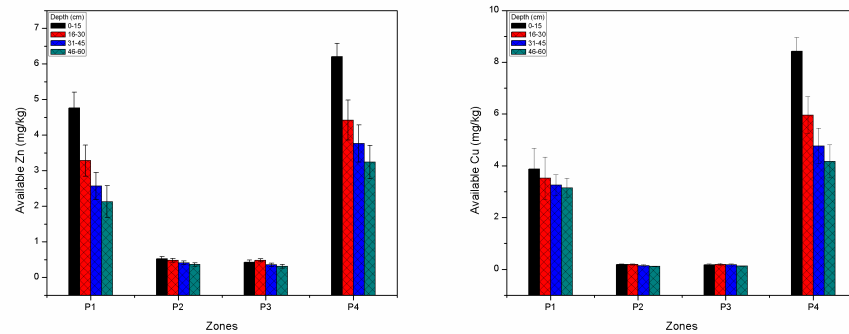 Depth (cm)
0-15
16-30
31-45
46-60
Available Zn (mg/kg)
7
6
5
4
3
2
1
0
P1 P2 P3 P4
Zones
Depth (cm)
0-15
16-30
31-45
46-60
Available Cu (mg/kg)
10
8
6
4
2
0
P1 P2 P3 P4
Zones